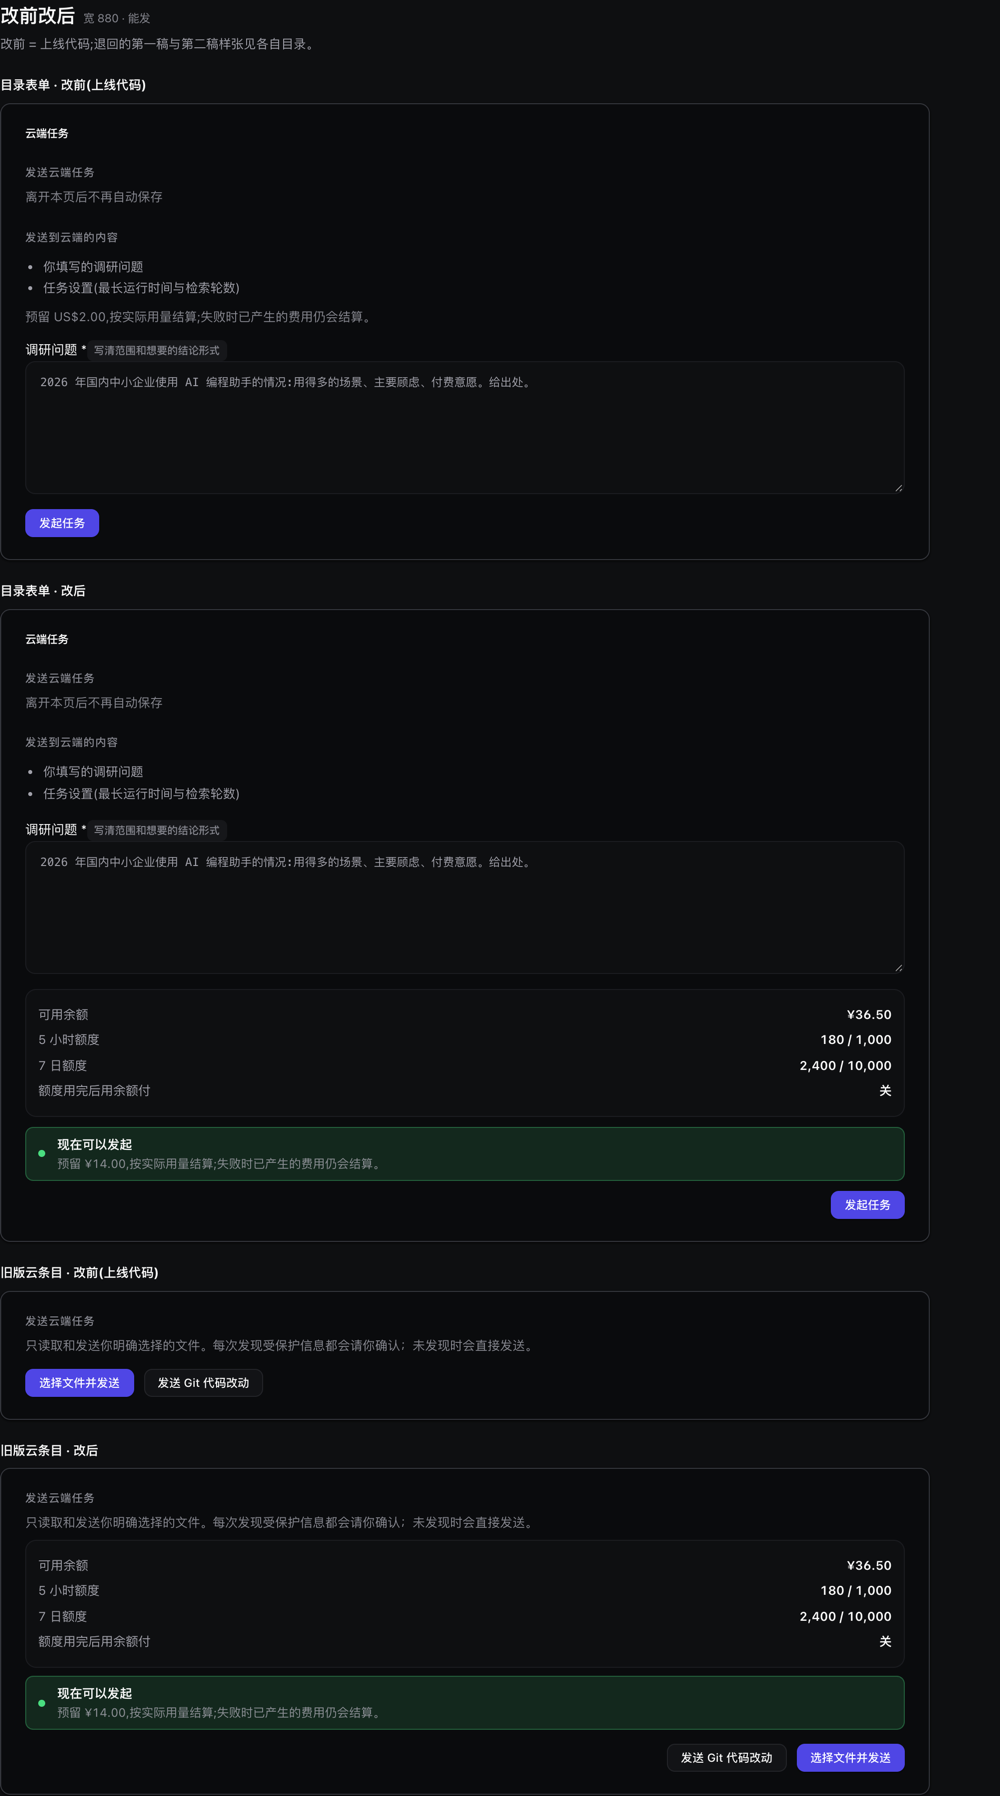 改前改后 宽 880 · 能发
改前 = 上线代码;退回的第一稿与第二稿样张见各自目录。
目录表单 · 改前(上线代码)
云端任务
发送云端任务
离开本页后不再自动保存
发送到云端的内容
• 你填写的调研问题
• 任务设置(最长运行时间与检索轮数)
预留 US$2.00,按实际用量结算;失败时已产生的费用仍会结算。
调研问题 * 写清范围和想要的结论形式
2026 年国内中小企业使用 AI 编程助手的情况:用得多的场景、主要顾虑、付费意愿。给出处。
发起任务
目录表单 · 改后
云端任务
发送云端任务
离开本页后不再自动保存
发送到云端的内容
• 你填写的调研问题
• 任务设置(最长运行时间与检索轮数)
调研问题 * 写清范围和想要的结论形式
2026 年国内中小企业使用 AI 编程助手的情况:用得多的场景、主要顾虑、付费意愿。给出处。
可用余额 ¥36.50
5 小时额度 180 / 1,000
7 日额度 2,400 / 10,000
额度用完后用余额付 关
现在可以发起
预留 ¥14.00,按实际用量结算;失败时已产生的费用仍会结算。
发起任务
旧版云条目 · 改前(上线代码)
发送云端任务
只读取和发送你明确选择的文件。每次发现受保护信息都会请你确认；未发现时会直接发送。
选择文件并发送 发送 Git 代码改动
旧版云条目 · 改后
发送云端任务
只读取和发送你明确选择的文件。每次发现受保护信息都会请你确认；未发现时会直接发送。
可用余额 ¥36.50
5 小时额度 180 / 1,000
7 日额度 2,400 / 10,000
额度用完后用余额付 关
现在可以发起
预留 ¥14.00,按实际用量结算;失败时已产生的费用仍会结算。
发送 Git 代码改动 选择文件并发送